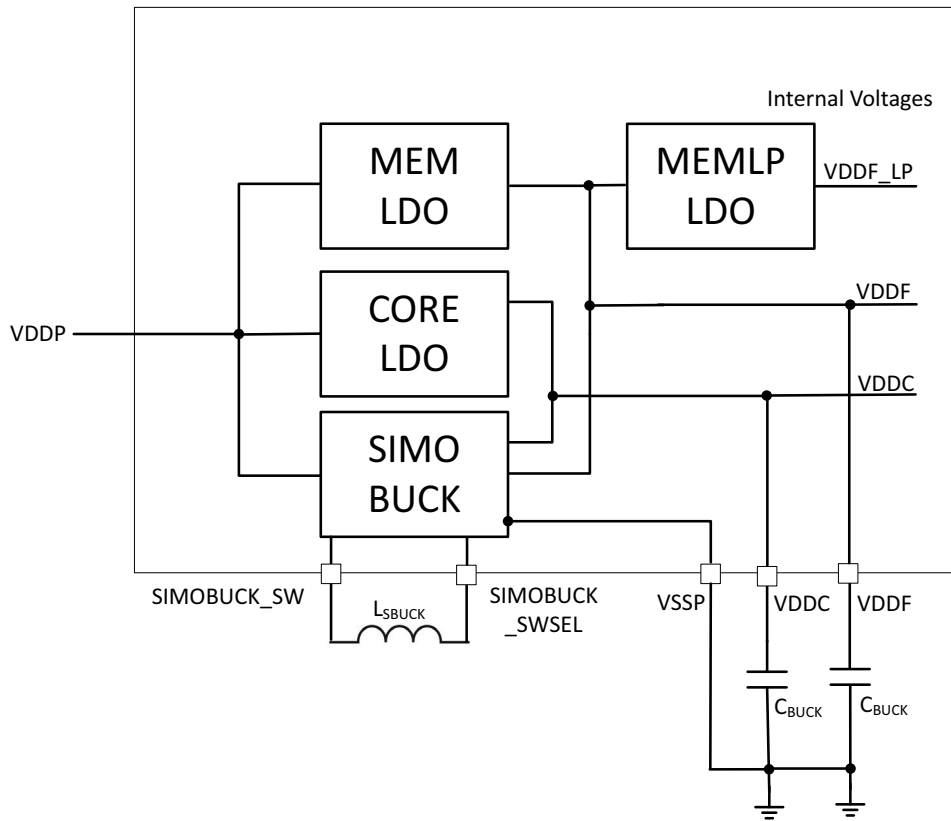 Internal Voltages
MEM
LDO
MEMLP
LDO
VDDF_LP
CORE
LDO
VDDF
VDDP
VDDC
SIMO
BUCK
SIMOBUCK_SW
SIMOBUCK
_SWSEL
LSBUCK
VSSP
VDDC
VDDF
CBUCK
CBUCK